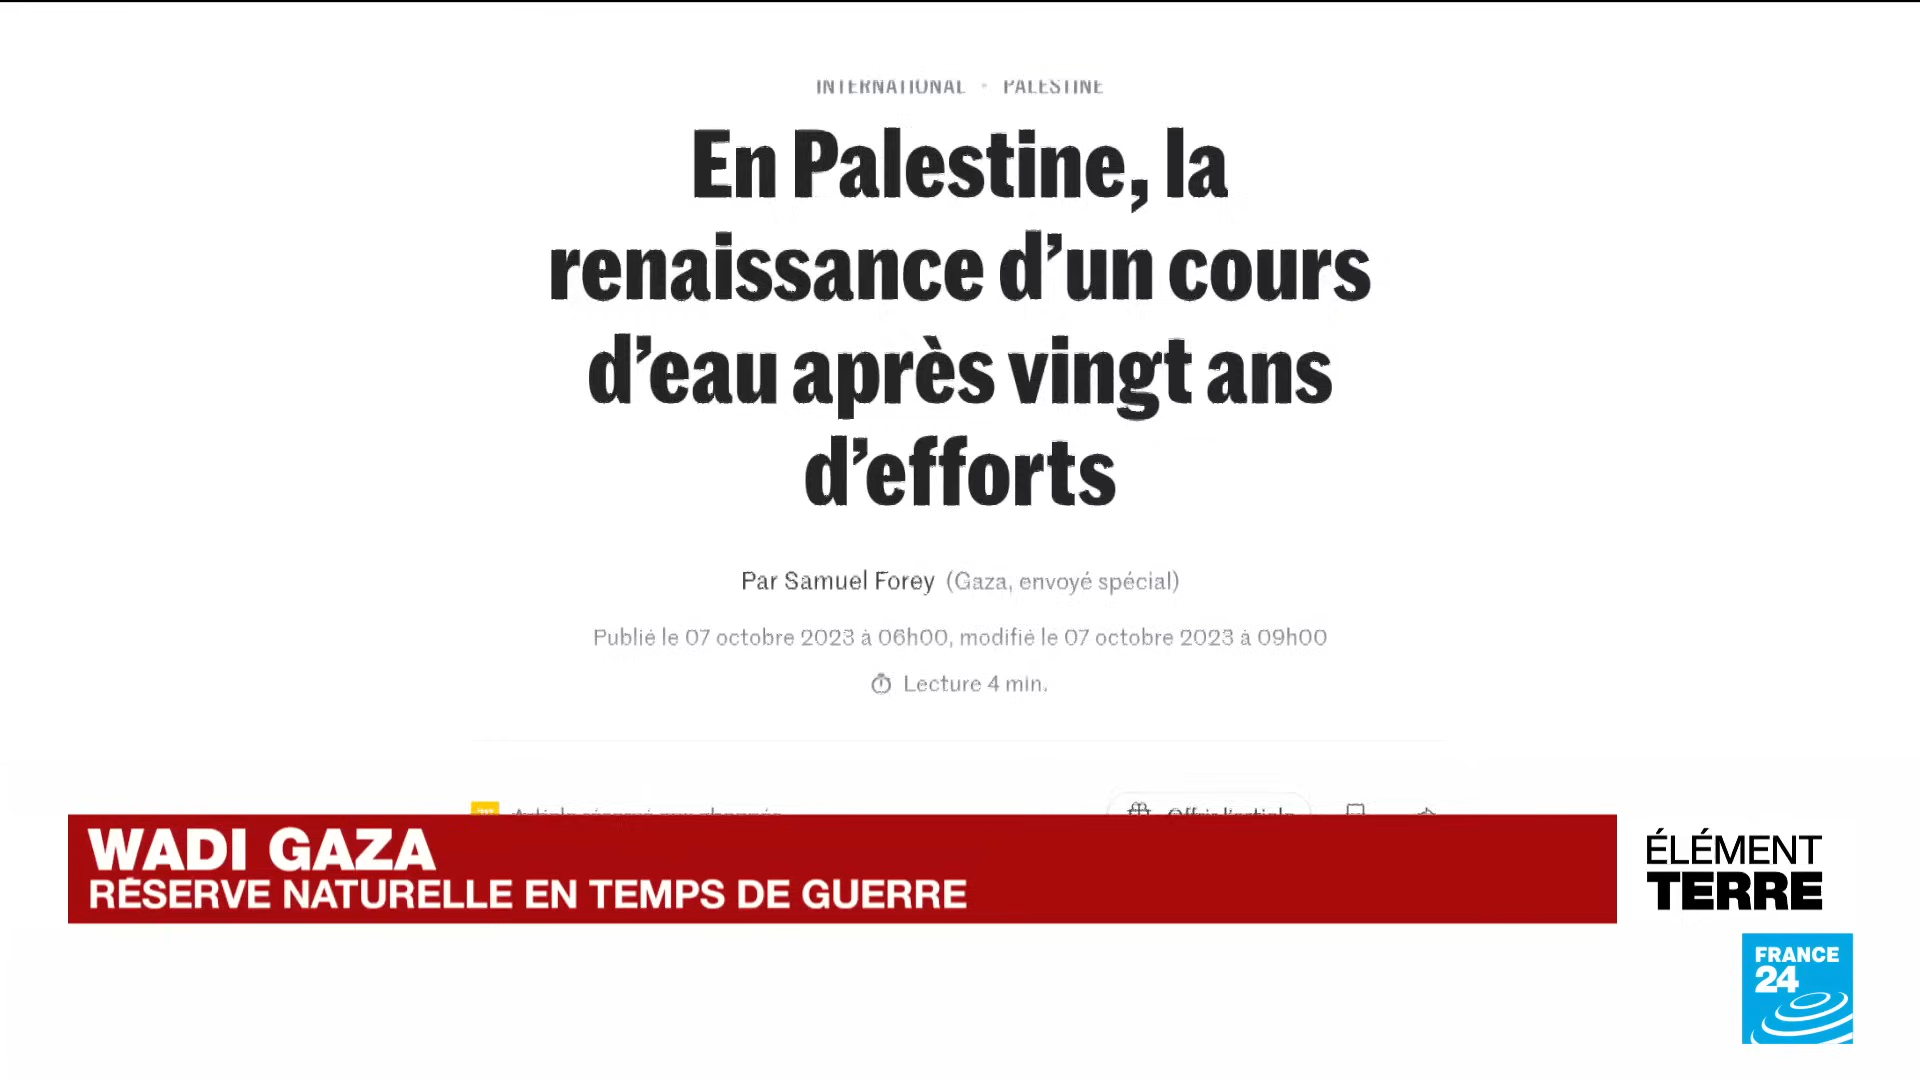 INTERNATIONAL • PALESTINE
En Palestine, la
renaissance d’un cours
d’eau après vingt ans
d’efforts
Par Samuel Forey (Gaza, envoyé spécial)
Publié le 07 octobre 2023 à 06h00, modifié le 07 octobre 2023 à 09h00
Lecture 4 min.
WADI GAZA
RÉSERVE NATURELLE EN TEMPS DE GUERRE
ÉLÉMENT
TERRE
FRANCE
24